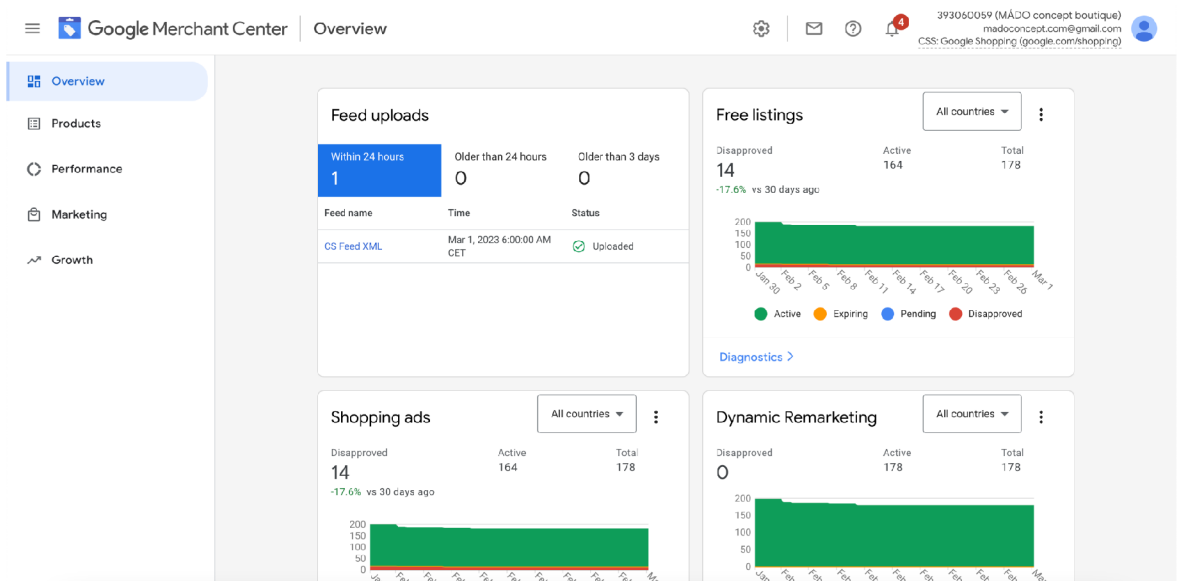 Google Merchant Center
Overview
4
393060059 (MÁDO concept boutique)
madoconcept.com@gmail.com
CSS: Google Shopping (google.com/shopping)
Overview
Products
Performance
Marketing
Growth
Feed uploads
Within 24 hours Older than 24 hours Older than 3 days
1 0 0
Feed name Time Status
CS Feed XML Mar 1, 2023 6:00:00 AM CET Uploaded
Free listings All countries
Disapproved Active Total
14 164 178
-17.6% vs 30 days ago
200
150
100
50
0
Jan 30 Feb 2 Feb 5 Feb 8 Feb 11 Feb 14 Feb 17 Feb 20 Feb 23 Feb 26 Mar 1
Active Expiring Pending Disapproved
Diagnostics
Shopping ads All countries
Disapproved Active Total
14 164 178
-17.6% vs 30 days ago
200
150
100
50
0
Dynamic Remarketing All countries
Disapproved Active Total
0 178 178
200
150
100
50
0